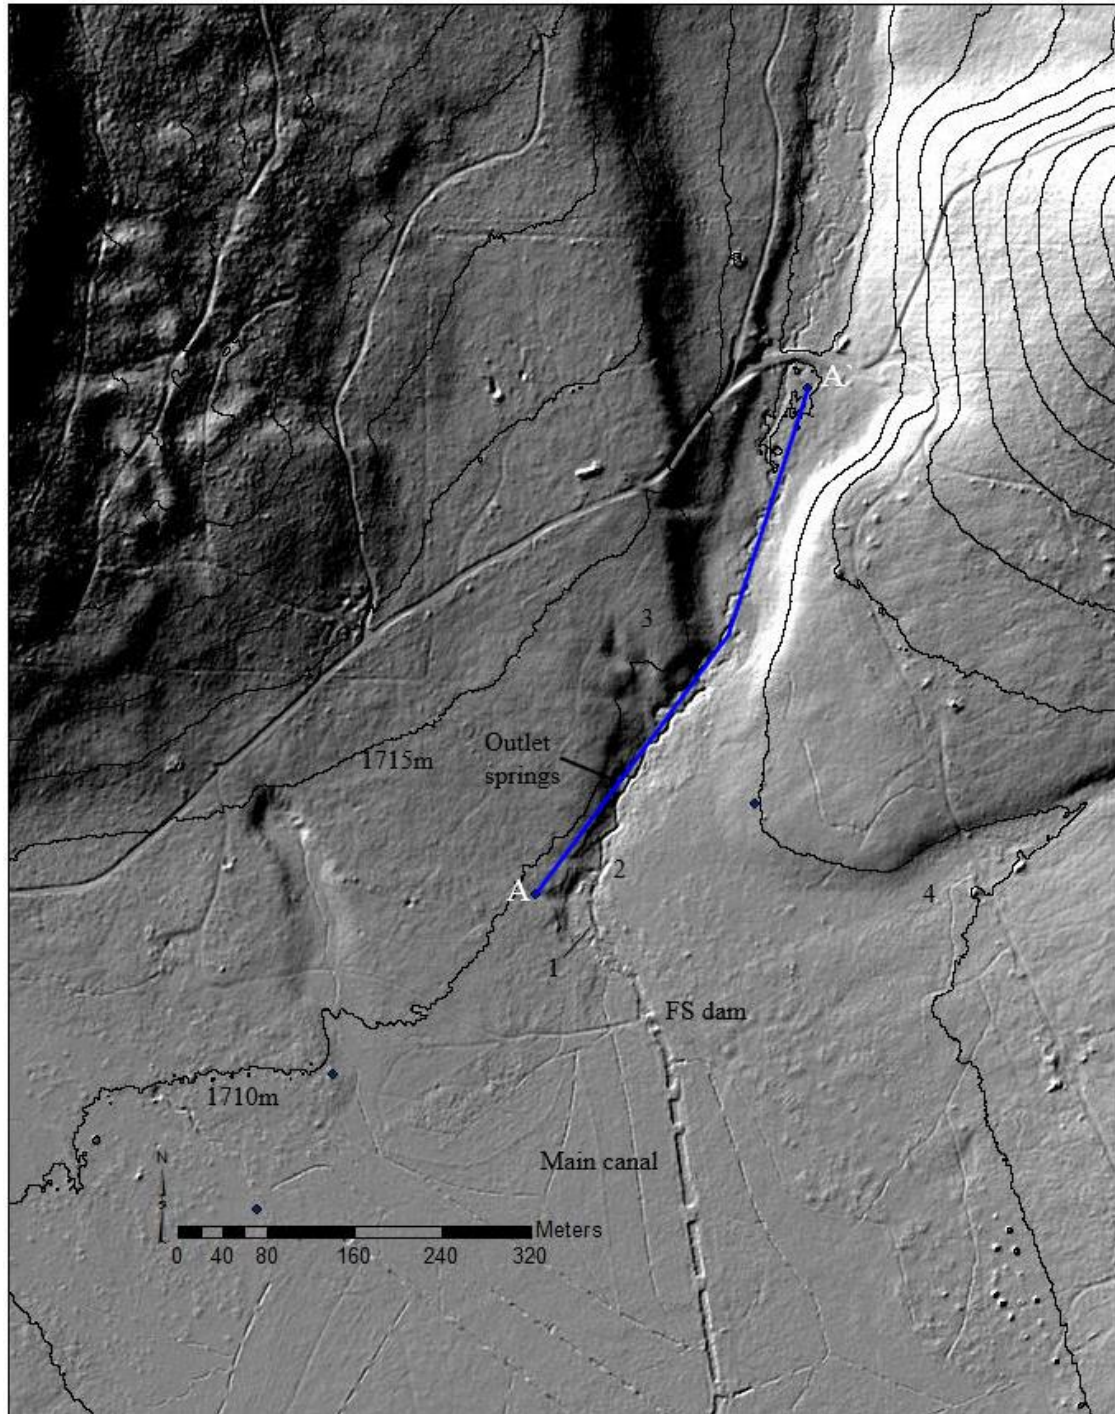 A`
3
Outlet
springs
1715m
2
A
4
1
FS dam
1710m
Main canal
N
Meters
0 40 80 160 240 320